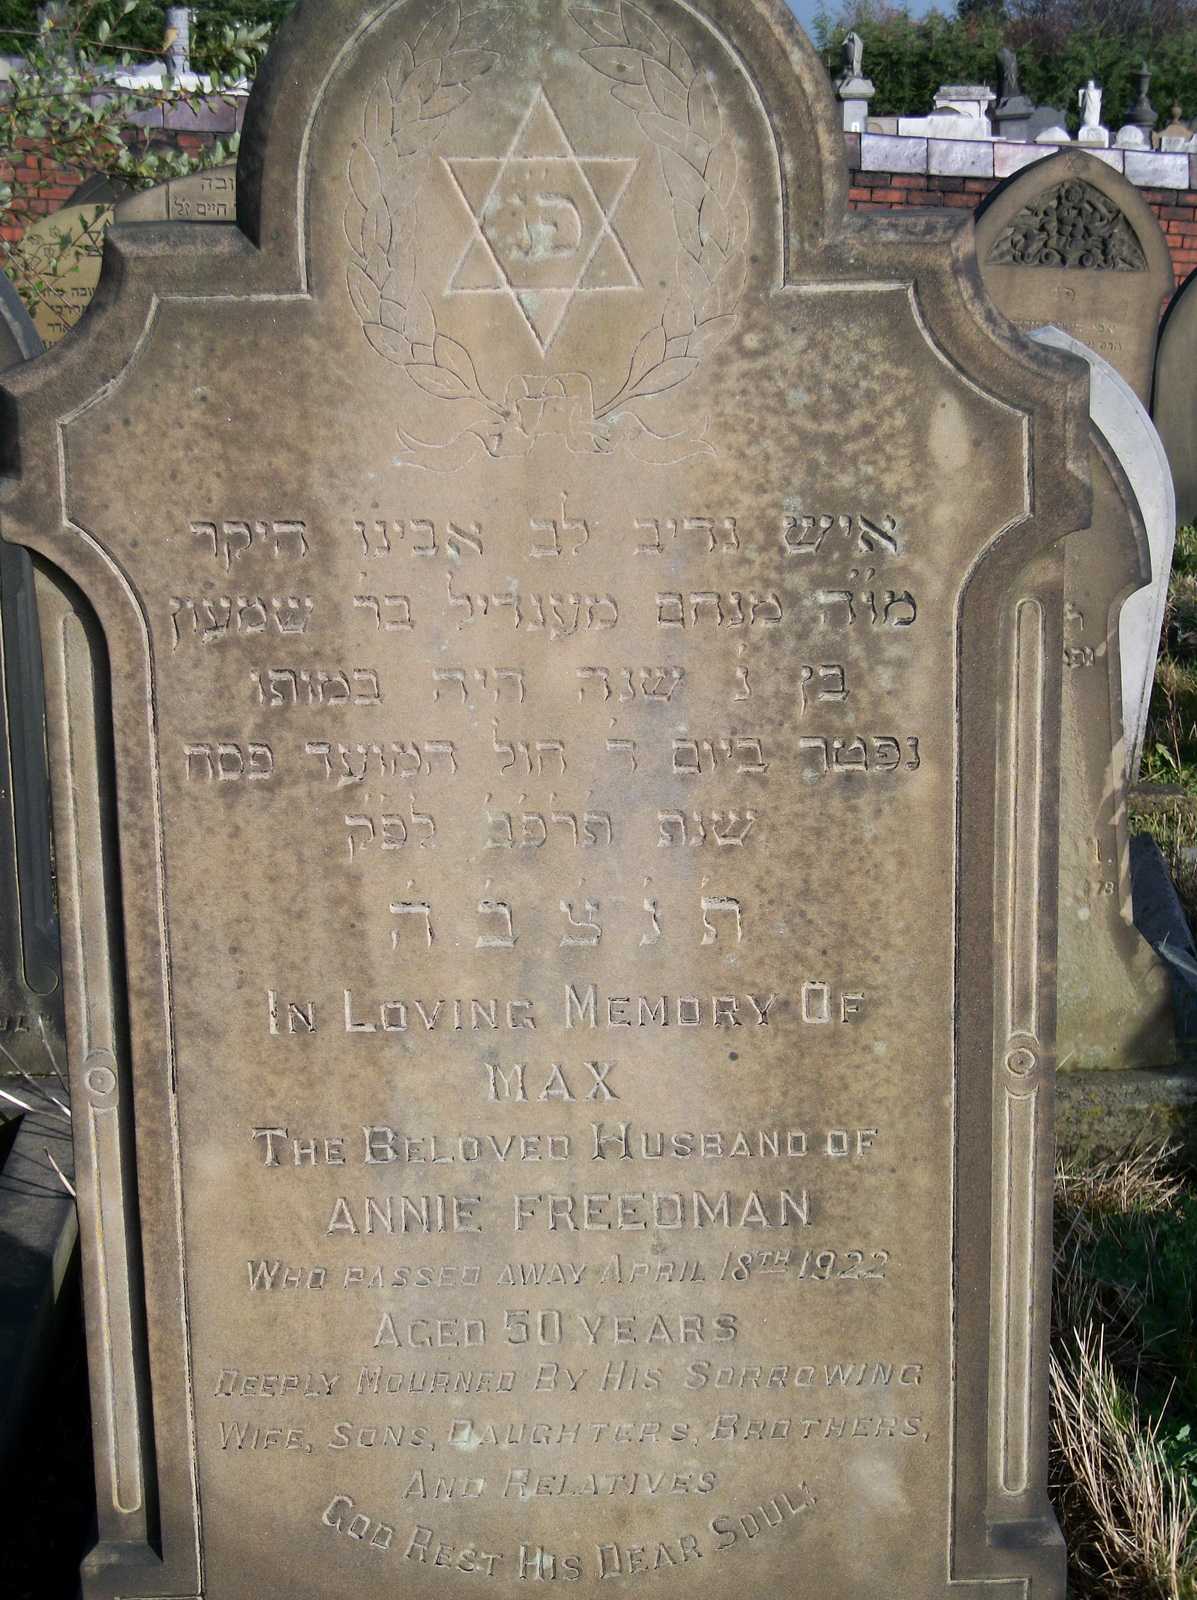 פ״נ
איש נדיב לב אבינו היקר
מו״ה מנחם מענדיל בר שמעון
בן נ׳ שנה היה במותו
נפטר ביום ד׳ חול המועד פסח
שנת תרפב לפק
ת׳ נ׳ צ׳ ב׳ ה׳
In Loving Memory Of
MAX
The Beloved Husband of
ANNIE FREEDMAN
Who passed away April 18th 1922
Aged 50 years
Deeply Mourned By His Sorrowing
Wife, Sons, Daughters, Brothers,
And Relatives
God Rest His Dear Soul!